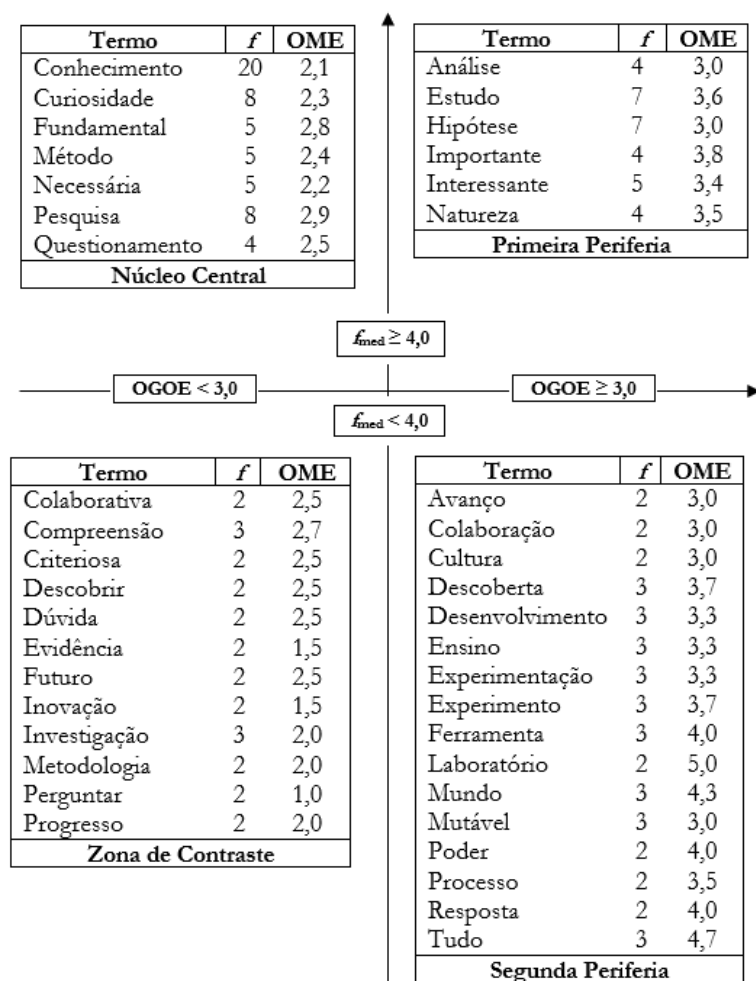 Termo f OME
Conhecimento 20 2,1
Curiosidade 8 2,3
Fundamental 5 2,8
Método 5 2,4
Necessária 5 2,2
Pesquisa 8 2,9
Questionamento 4 2,5
Núcleo Central
Termo f OME
Análise 4 3,0
Estudo 7 3,6
Hipótese 7 3,0
Importante 4 3,8
Interessante 5 3,4
Natureza 4 3,5
Primeira Periferia
fmed ≥ 4,0
OGOE < 3,0
OGOE ≥ 3,0
fmed < 4,0
Termo f OME
Colaborativa 2 2,5
Compreensão 3 2,7
Criteriosa 2 2,5
Descobrir 2 2,5
Dúvida 2 2,5
Evidência 2 1,5
Futuro 2 2,5
Inovação 2 1,5
Investigação 3 2,0
Metodologia 2 2,0
Perguntar 2 1,0
Progresso 2 2,0
Zona de Contraste
Termo f OME
Avanço 2 3,0
Colaboração 2 3,0
Cultura 2 3,0
Descoberta 3 3,7
Desenvolvimento 3 3,3
Ensino 3 3,3
Experimentação 3 3,3
Experimento 3 3,7
Ferramenta 3 4,0
Laboratório 2 5,0
Mundo 3 4,3
Mutável 3 3,0
Poder 2 4,0
Processo 2 3,5
Resposta 2 4,0
Tudo 3 4,7
Segunda Periferia